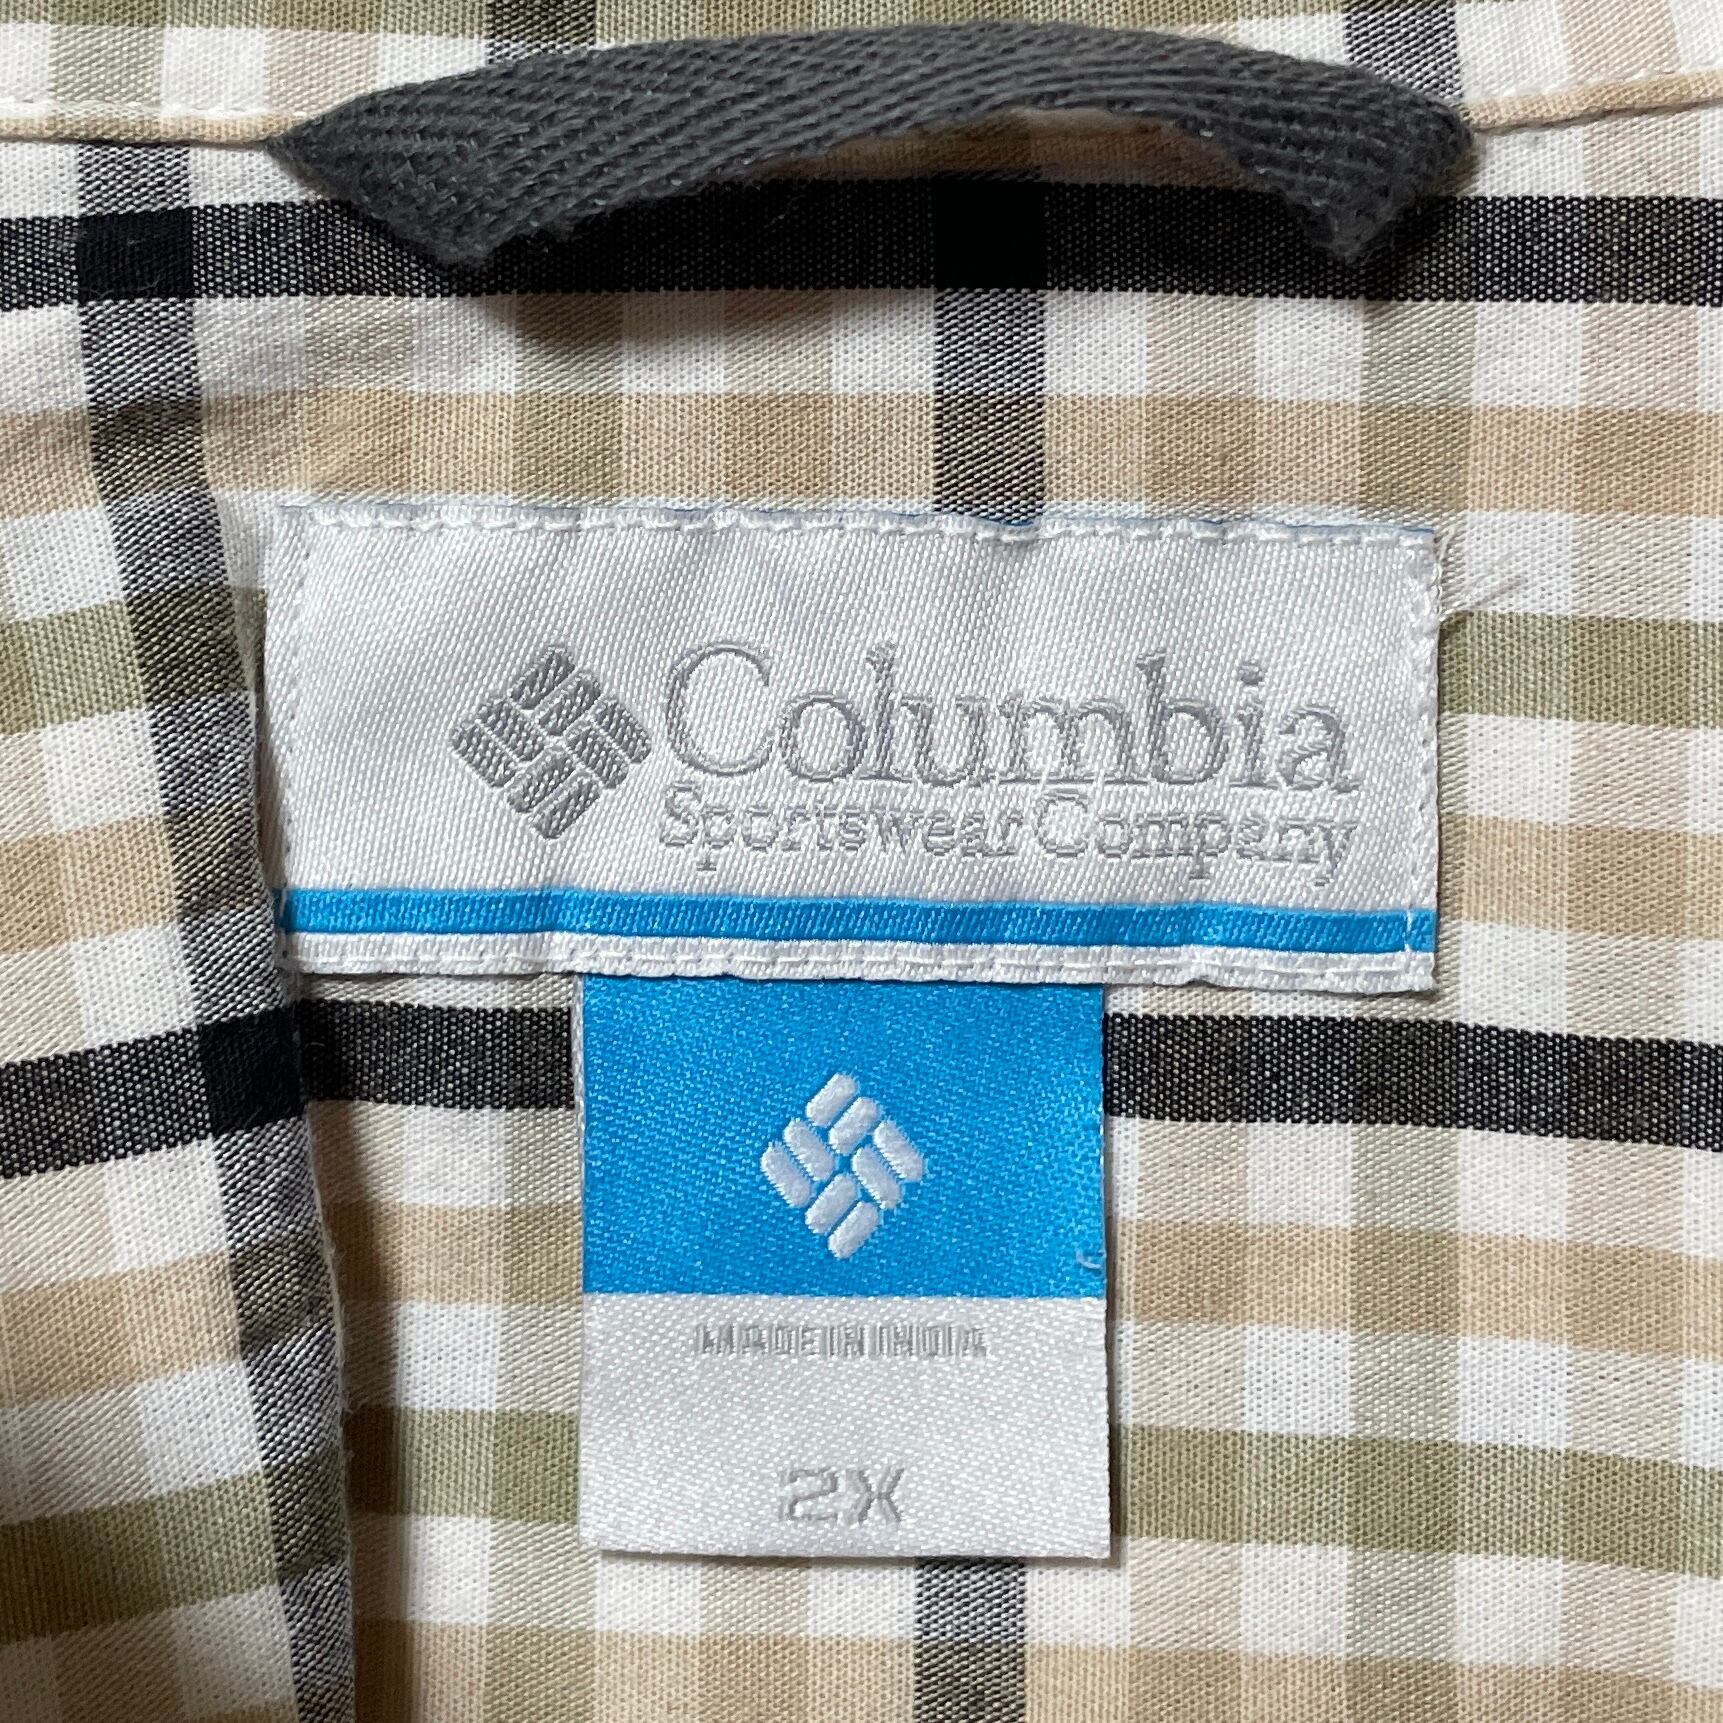 Columbia
Sportswear Company
MADE IN INDIA
2X